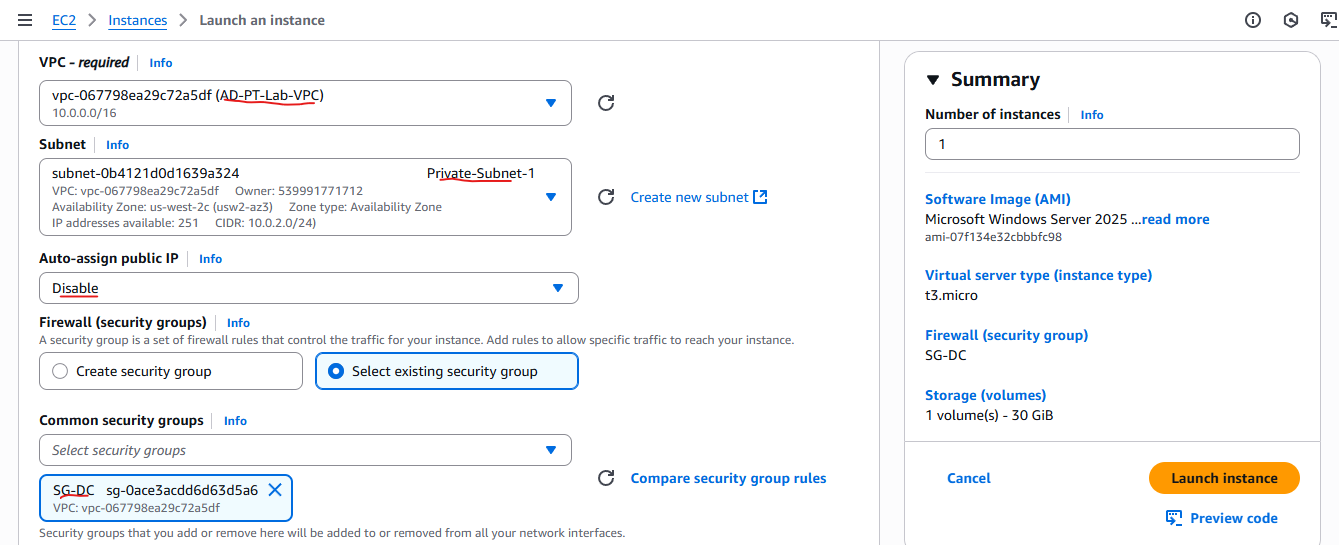 EC2 > Instances > Launch an instance
VPC - required | Info
vpc-067798ea29c72a5df (AD-PT-Lab-VPC)
10.0.0.0/16
Subnet | Info
subnet-0b4121d0d1639a324 Private-Subnet-1
VPC: vpc-067798ea29c72a5df Owner: 539991771712
Availability Zone: us-west-2c (usw2-az3) Zone type: Availability Zone
IP addresses available: 251 CIDR: 10.0.2.0/24)
Create new subnet
Auto-assign public IP | Info
Disable
Firewall (security groups) | Info
A security group is a set of firewall rules that control the traffic for your instance. Add rules to allow specific traffic to reach your instance.
Create security group
Select existing security group
Common security groups | Info
Select security groups
SG-DC sg-0ace3acdd6d63d5a6
VPC: vpc-067798ea29c72a5df
Compare security group rules
Security groups that you add or remove here will be added to or removed from all your network interfaces.
Summary
Number of instances | Info
1
Software Image (AMI)
Microsoft Windows Server 2025 ...read more
ami-07f134e32cbbbfc98
Virtual server type (instance type)
t3.micro
Firewall (security group)
SG-DC
Storage (volumes)
1 volume(s) - 30 GiB
Cancel
Launch instance
Preview code